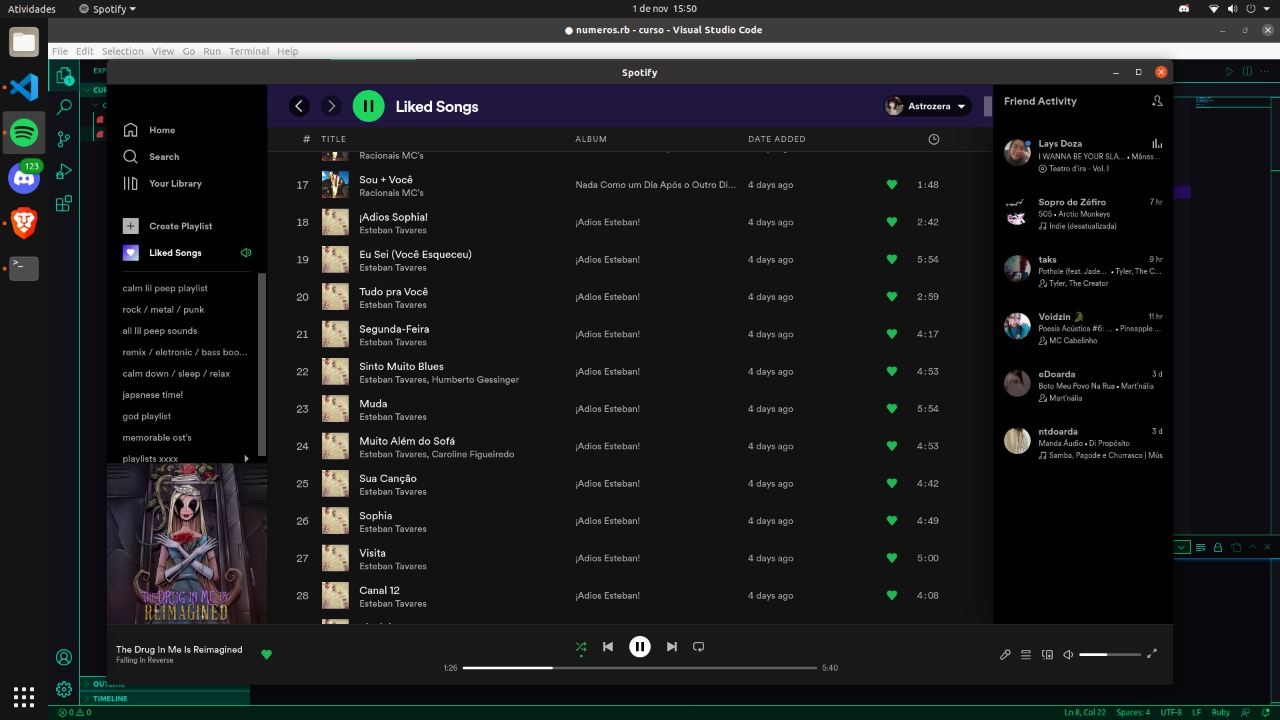 Atividades
Spotify
1 de nov 15:50
numeros.rb - curso - Visual Studio Code
File Edit Selection View Go Run Terminal Help
EXP
Spotify
CUR
1
123
Home
Search
Your Library
Create Playlist
Liked Songs
calm lil peep playlist
rock / metal / punk
all lil peep sounds
remix / eletronic / bass boo...
calm down / sleep / relax
japanese time!
god playlist
memorable ost's
playlists xxxx
THE DRUG IN ME IS
REIMAGINED
Liked Songs
Astrozera
# TITLE ALBUM DATE ADDED
Racionais MC's
17 Sou + Você Nada Como um Dia Após o Outro Di... 4 days ago 1:48
Racionais MC's
18 ¡Adios Sophia! ¡Adios Esteban! 4 days ago 2:42
Esteban Tavares
19 Eu Sei (Você Esqueceu) ¡Adios Esteban! 4 days ago 5:54
Esteban Tavares
20 Tudo pra Você ¡Adios Esteban! 4 days ago 2:59
Esteban Tavares
21 Segunda-Feira ¡Adios Esteban! 4 days ago 4:17
Esteban Tavares
22 Sinto Muito Blues ¡Adios Esteban! 4 days ago 4:53
Esteban Tavares, Humberto Gessinger
23 Muda ¡Adios Esteban! 4 days ago 5:54
Esteban Tavares
24 Muito Além do Sofá ¡Adios Esteban! 4 days ago 4:53
Esteban Tavares, Caroline Figueiredo
25 Sua Canção ¡Adios Esteban! 4 days ago 4:42
Esteban Tavares
26 Sophia ¡Adios Esteban! 4 days ago 4:49
Esteban Tavares
27 Visita ¡Adios Esteban! 4 days ago 5:00
Esteban Tavares
28 Canal 12 ¡Adios Esteban! 4 days ago 4:08
Esteban Tavares
Friend Activity
Lays Doza
I WANNA BE YOUR SLA... • Månes...
Teatro d'ira - Vol. I
Sopro de Zéfiro 7 hr
505 • Arctic Monkeys
Indie (desatualizada)
taks 9 hr
Pothole (feat. Jade... • Tyler, The C...
Tyler, The Creator
Voidzin 11 hr
Poesia Acústica #6: ... • Pineapple ...
MC Cabelinho
eDoarda 3 d
Boto Meu Povo Na Rua • Mart'nália
Mart'nália
ntdoarda 3 d
Manda Áudio • Di Propósito
Samba, Pagode e Churrasco | Mús
The Drug In Me Is Reimagined
Falling In Reverse
1:26 5:40
OUTLINE
TIMELINE
0 0
Ln 8, Col 22 Spaces: 4 UTF-8 LF Ruby